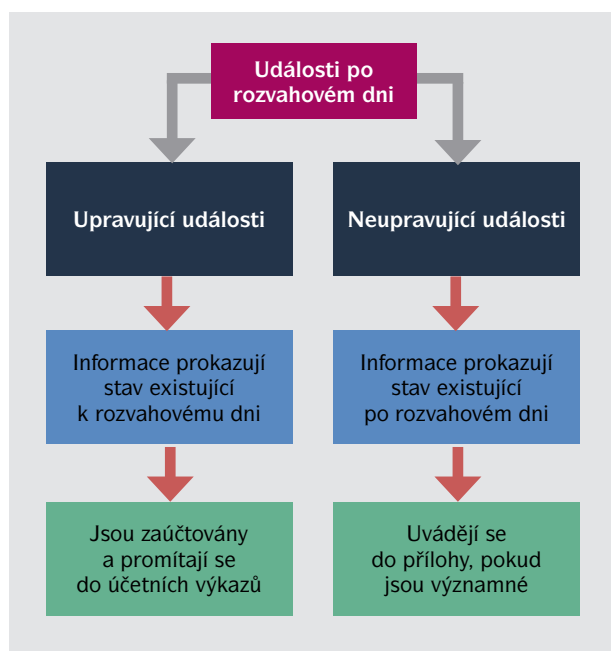 Události po
rozvahovém dni
Upravující události
Neupravující události
Informace prokazují
stav existující
k rozvahovému dni
Informace prokazují
stav existující
po rozvahovém dni
Jsou zaúčtovány
a promítají se
do účetních výkazů
Uvádějí se
do přílohy, pokud
jsou významné